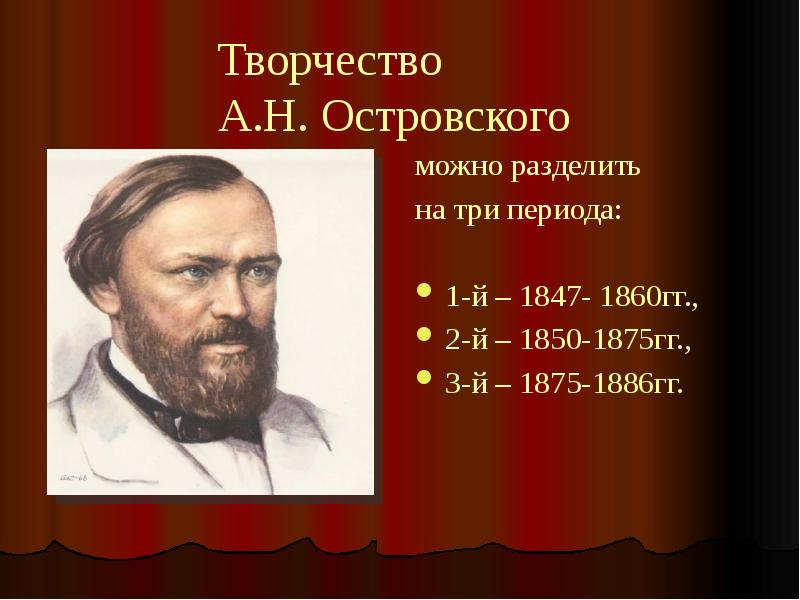 Творчество
А.Н. Островского
можно разделить
на три периода:
1-й – 1847- 1860гг.,
2-й – 1850-1875гг.,
3-й – 1875-1886гг.